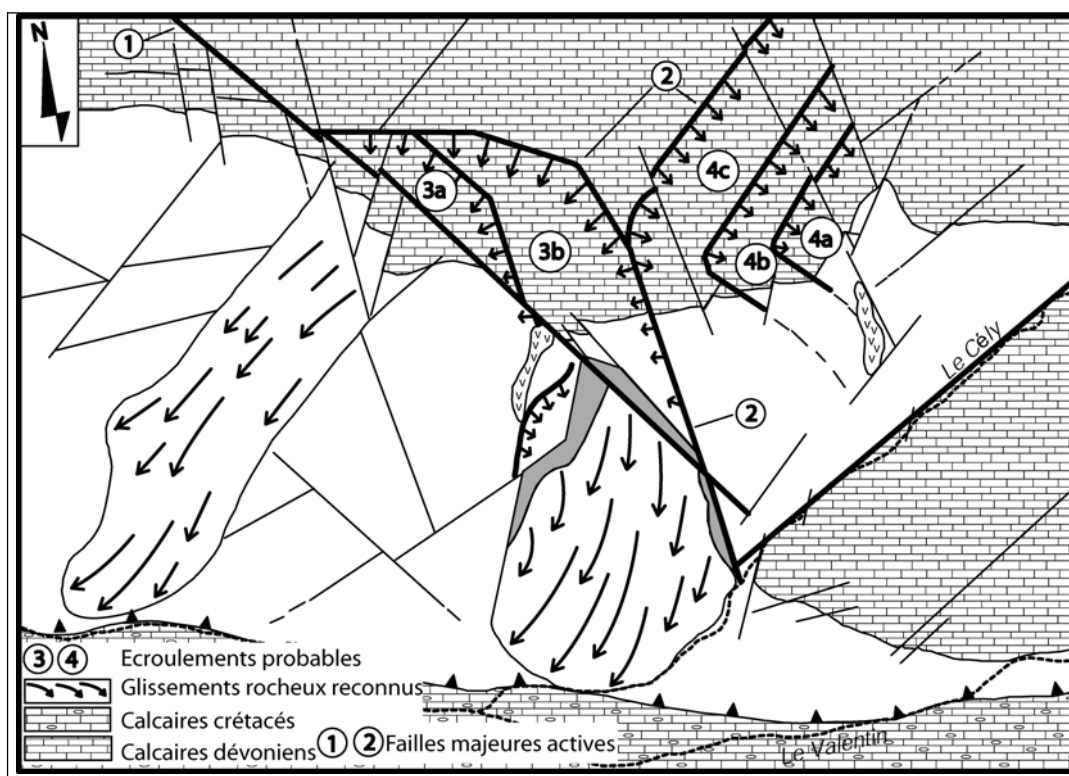 N
1
2
3a
4c
3b
4b
4a
Le Cély
2
3 4 Ecroulements probables
Glissements rocheux reconnus
Calcaires crétacés
Calcaires dévoniens 1 2 Failles majeures actives
Le Valentin